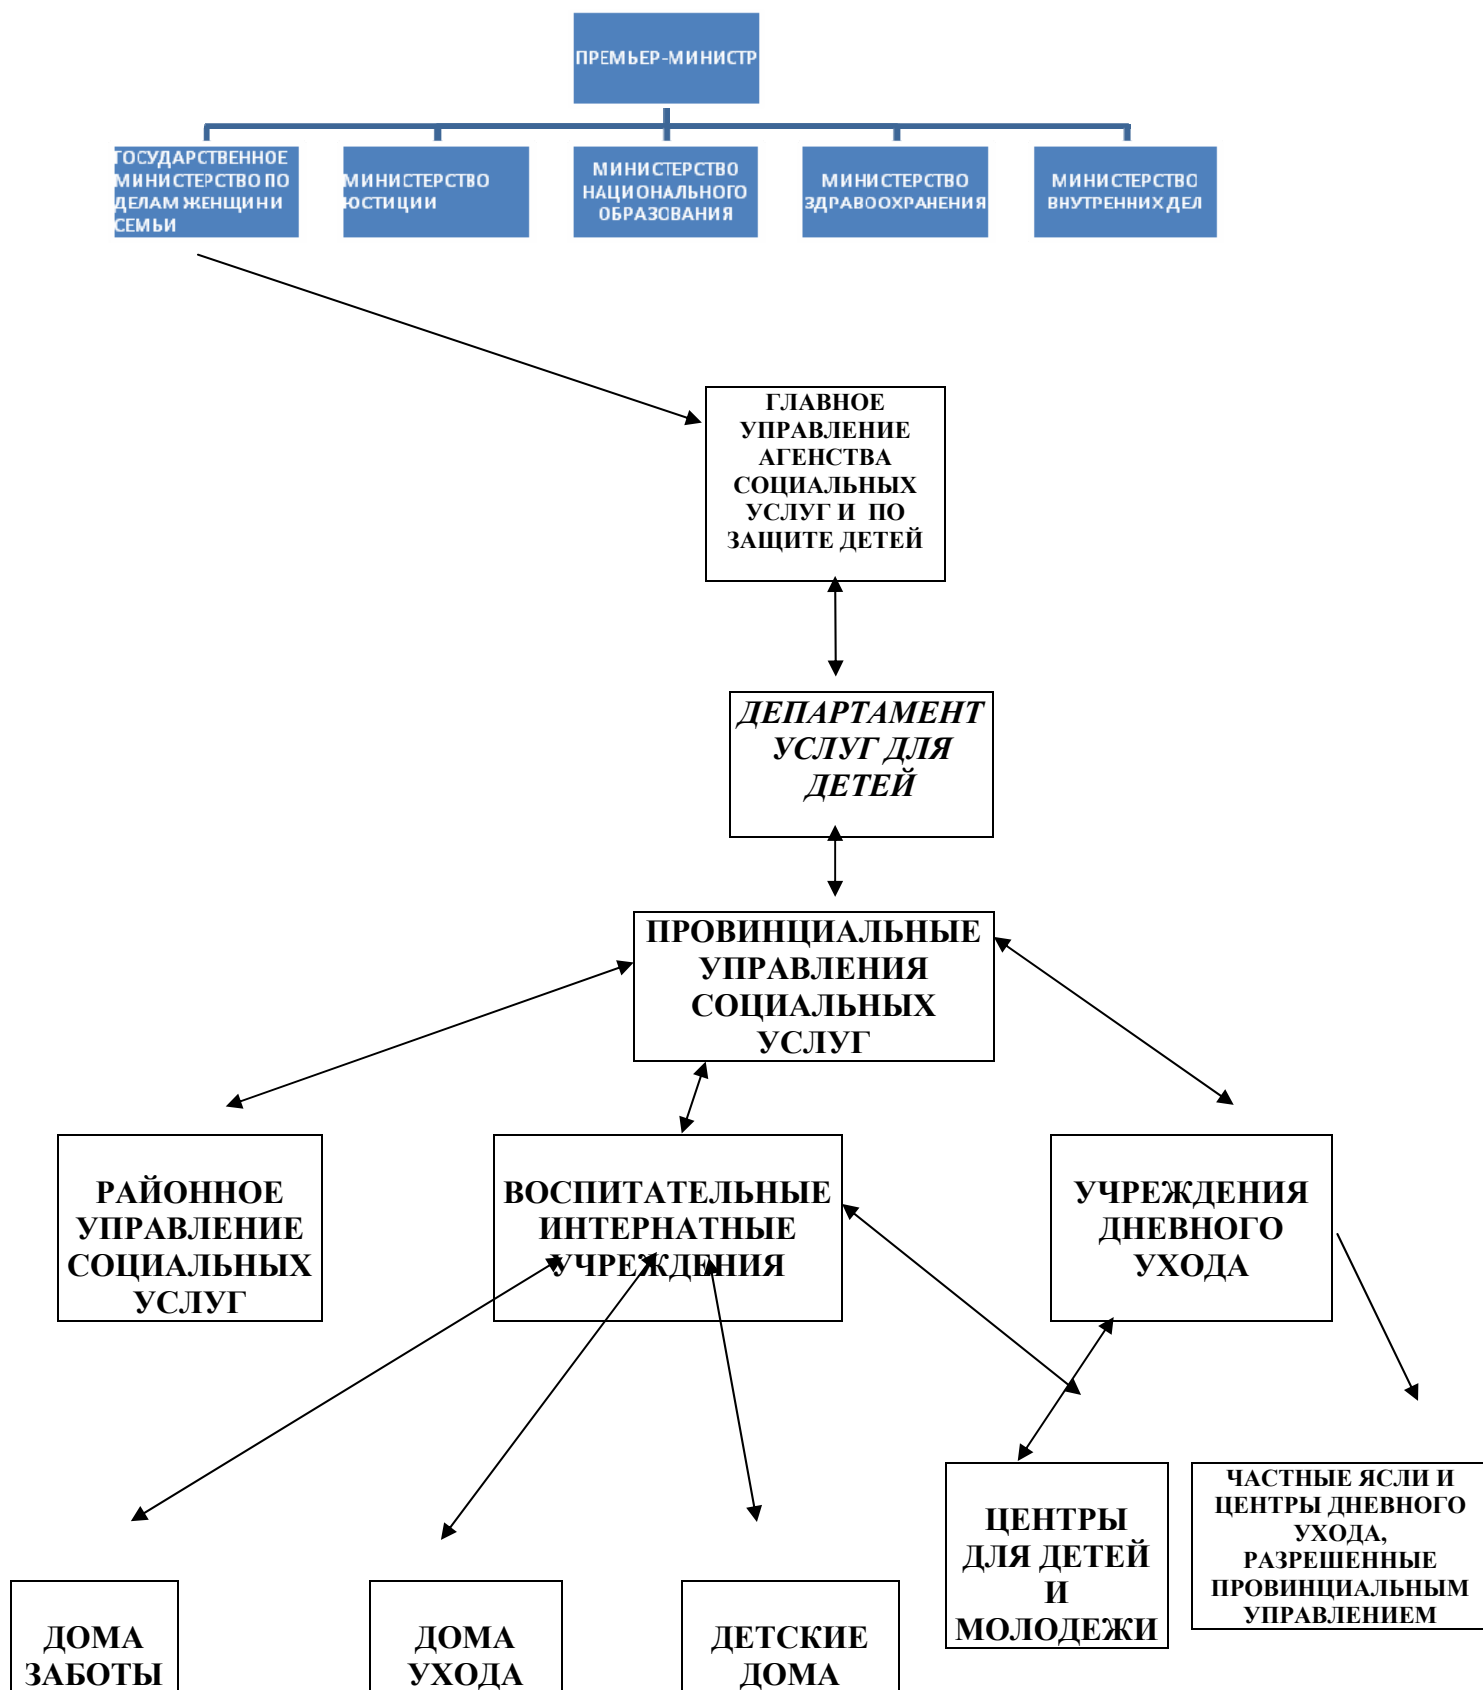 ПРЕМЬЕР-МИНИСТР
ГОСУДАРСТВЕННОЕ
МИНИСТЕРСТВО ПО
ДЕЛАМ ЖЕНЩИН И
СЕМЬИ
МИНИСТЕРСТВО
ЮСТИЦИИ
МИНИСТЕРСТВО
НАЦИОНАЛЬНОГО
ОБРАЗОВАНИЯ
МИНИСТЕРСТВО
ЗДРАВООХРАНЕНИЯ
МИНИСТЕРСТВО
ВНУТРЕННИХ ДЕЛ
ГЛАВНОЕ
УПРАВЛЕНИЕ
АГЕНСТВА
СОЦИАЛЬНЫХ
УСЛУГ И ПО
ЗАЩИТЕ ДЕТЕЙ
ДЕПАРТАМЕНТ
УСЛУГ ДЛЯ
ДЕТЕЙ
ПРОВИНЦИАЛЬНЫЕ
УПРАВЛЕНИЯ
СОЦИАЛЬНЫХ
УСЛУГ
РАЙОННОЕ
УПРАВЛЕНИЕ
СОЦИАЛЬНЫХ
УСЛУГ
ВОСПИТАТЕЛЬНЫЕ
ИНТЕРНАТНЫЕ
УЧРЕЖДЕНИЯ
УЧРЕЖДЕНИЯ
ДНЕВНОГО
УХОДА
ЦЕНТРЫ
ДЛЯ ДЕТЕЙ
И
МОЛОДЕЖИ
ЧАСТНЫЕ ЯСЛИ И
ЦЕНТРЫ ДНЕВНОГО
УХОДА,
РАЗРЕШЕННЫЕ
ПРОВИНЦИАЛЬНЫМ
УПРАВЛЕНИЕМ
ДОМА
ЗАБОТЫ
ДОМА
УХОДА
ДЕТСКИЕ
ДОМА